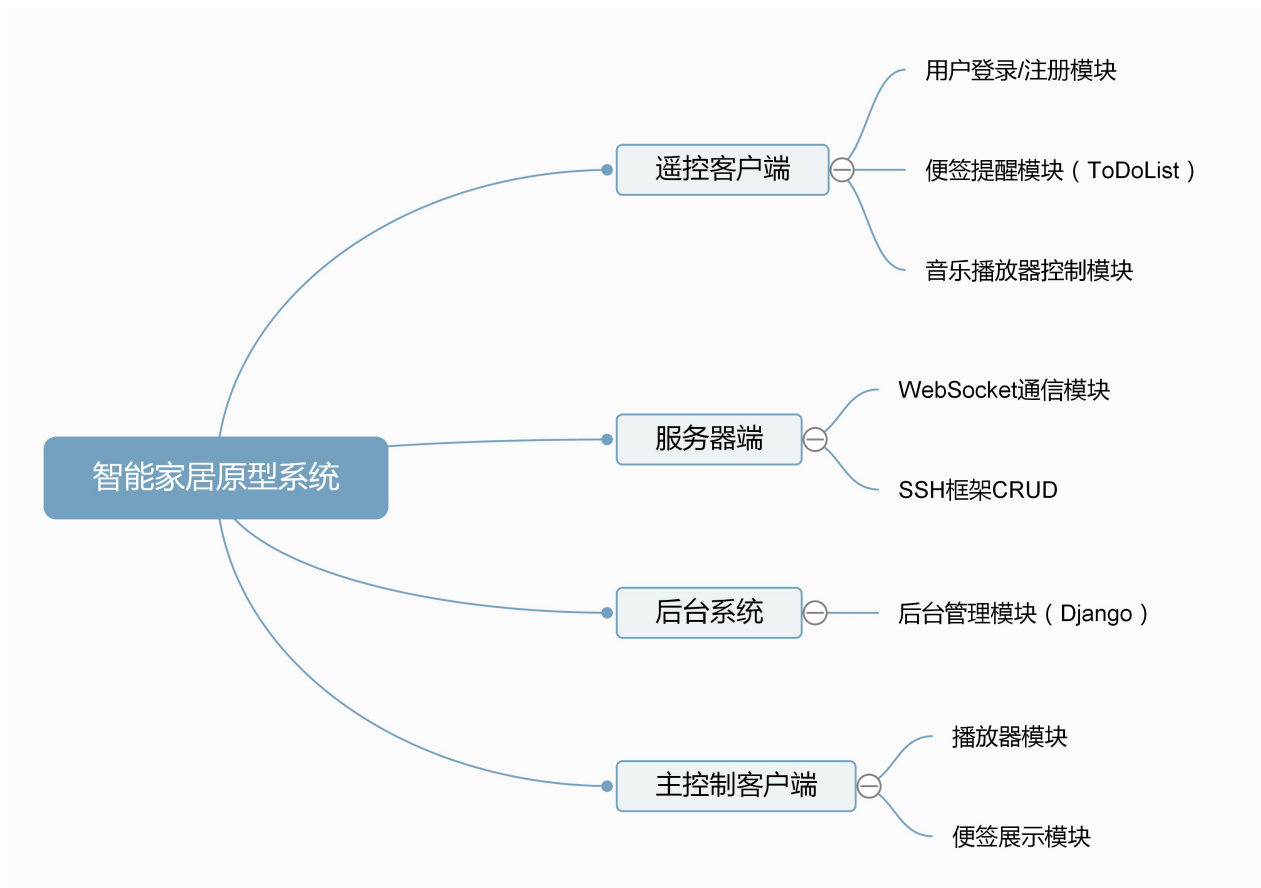 智能家居原型系统
遥控客户端
用户登录/注册模块
便签提醒模块（ToDoList）
音乐播放器控制模块
服务器端
WebSocket通信模块
SSH框架CRUD
后台系统
后台管理模块（Django）
主控制客户端
播放器模块
便签展示模块